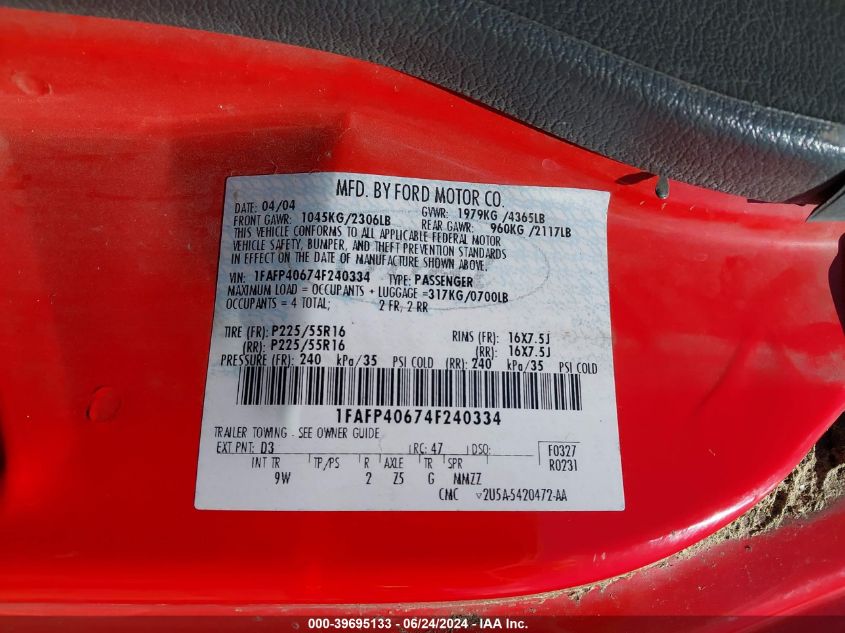 MFD. BY FORD MOTOR CO.
DATE: 04/04 GVWR: 1979KG /4365LB
FRONT GAWR: 1045KG/2306LB REAR GAWR: 960KG /2117LB
THIS VEHICLE CONFORMS TO ALL APPLICABLE FEDERAL MOTOR
VEHICLE SAFETY, BUMPER, AND THEFT PREVENTION STANDARDS
IN EFFECT ON THE DATE OF MANUFACTURE SHOWN ABOVE.
VIN: 1FAFP40674F240334 TYPE: PASSENGER
MAXIMUM LOAD = OCCUPANTS + LUGGAGE =317KG/0700LB
OCCUPANTS = 4 TOTAL; 2 FR, 2 RR
TIRE (FR): P225/55R16 RIMS (FR): 16X7.5J
(RR): P225/55R16 (RR): 16X7.5J
PRESSURE (FR): 240 kPa/35 PSI COLD (RR): 240 kPa/35 PSI COLD
1FAFP40674F240334
TRAILER TOWING - SEE OWNER GUIDE
EXT PNT: D3 RC: 47 DSO: F0327
R0231
INT TR TP/PS R AXLE TR SPR
9W 2 Z5 G MMZZ
CMC 2U5A-5420472-AA
000-39695133 - 06/24/2024 - IAA Inc.